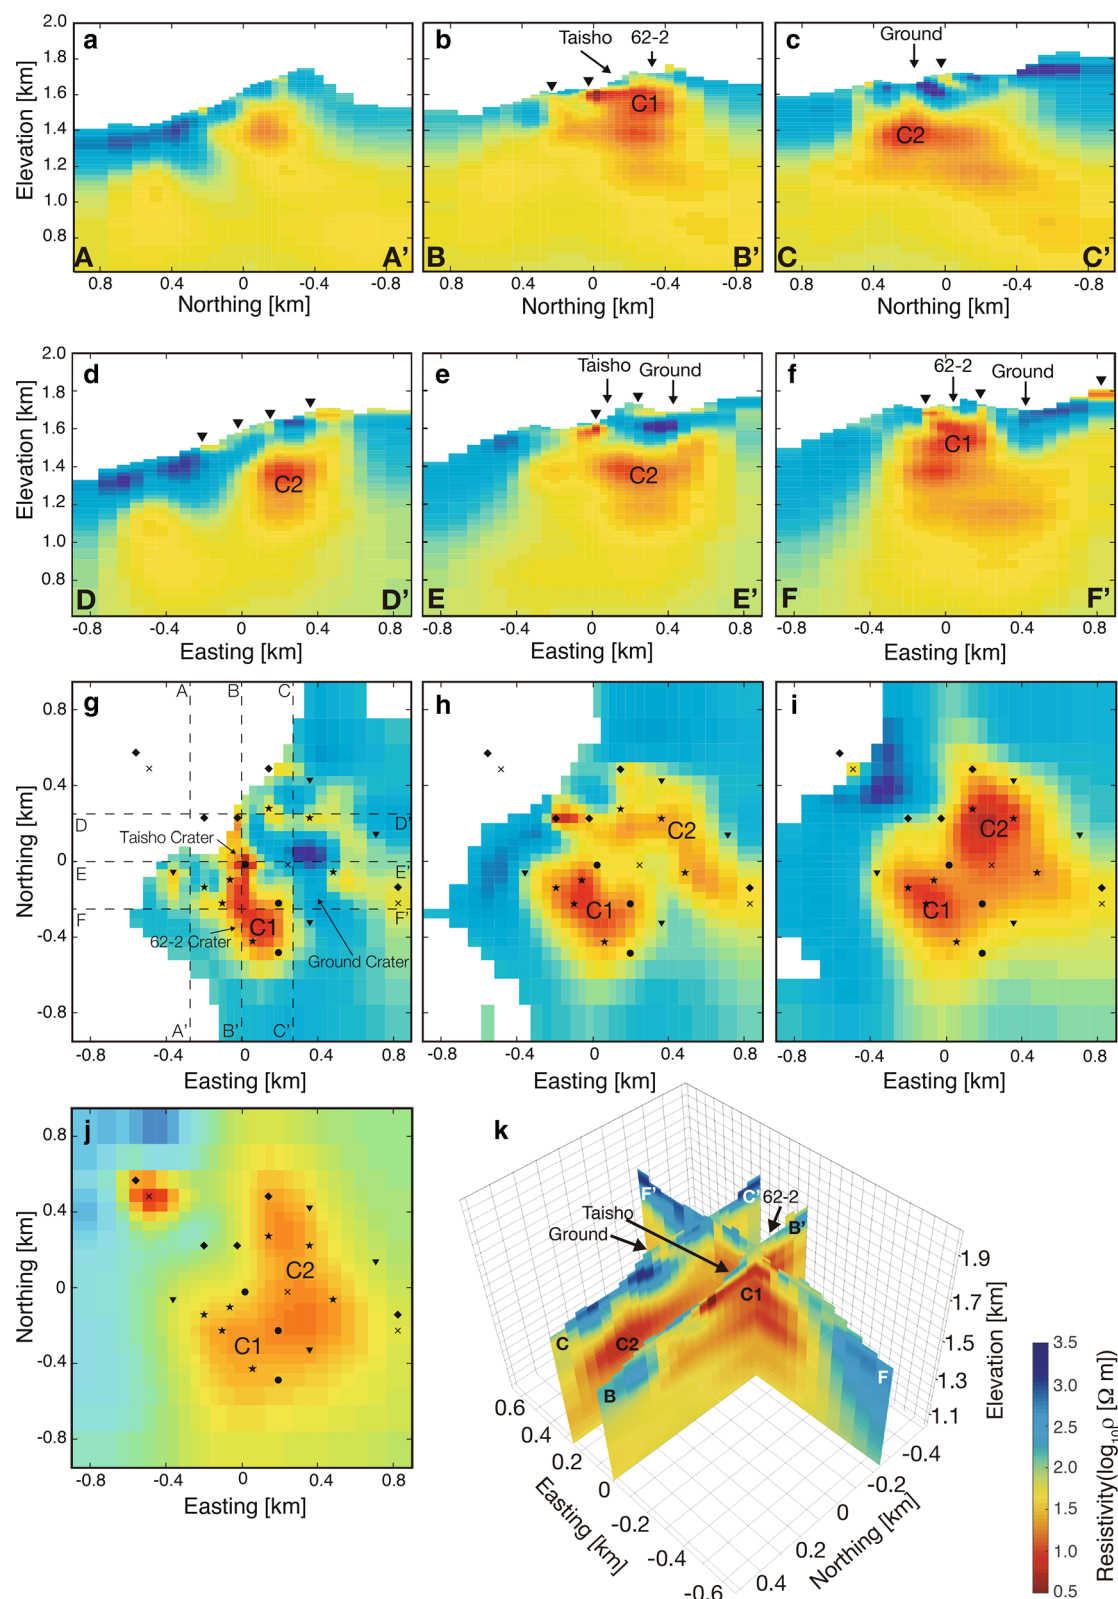 a
b
c
Taisho
62-2
Ground
C1
C2
2.0
1.8
1.6
1.4
1.2
1.0
0.8
Elevation [km]
A
A'
B
B'
C
C'
0.8
0.4
0
-0.4
-0.8
Northing [km]
0.8
0.4
0
-0.4
-0.8
Northing [km]
0.8
0.4
0
-0.4
-0.8
Northing [km]
d
e
f
Taisho
Ground
62-2
Ground
C2
C2
C1
2.0
1.8
1.6
1.4
1.2
1.0
0.8
Elevation [km]
D
D'
E
E'
F
F'
-0.8
-0.4
0
0.4
0.8
Easting [km]
-0.8
-0.4
0
0.4
0.8
Easting [km]
-0.8
-0.4
0
0.4
0.8
Easting [km]
g
A
B
C
D
D'
Taisho Crater
E
E'
F
F'
C1
62-2 Crater
Ground Crater
A'
B'
C'
0.8
0.4
0
-0.4
-0.8
Northing [km]
-0.8
-0.4
0
0.4
0.8
Easting [km]
h
C2
C1
-0.8
-0.4
0
0.4
0.8
Easting [km]
i
C2
C1
-0.8
-0.4
0
0.4
0.8
Easting [km]
j
C2
C1
0.8
0.4
0
-0.4
-0.8
Northing [km]
-0.8
-0.4
0
0.4
0.8
Easting [km]
k
F'
C'
62-2
B'
Taisho
Ground
C1
C2
C
B
F
1.9
1.7
1.5
1.3
1.1
Elevation [km]
0.6
0.4
0.2
0
-0.2
-0.4
-0.6
Easting [km]
-0.4
-0.2
0
0.2
0.4
Northing [km]
3.5
3.0
2.5
2.0
1.5
1.0
0.5
Resistivity(log10ρ [Ω m])